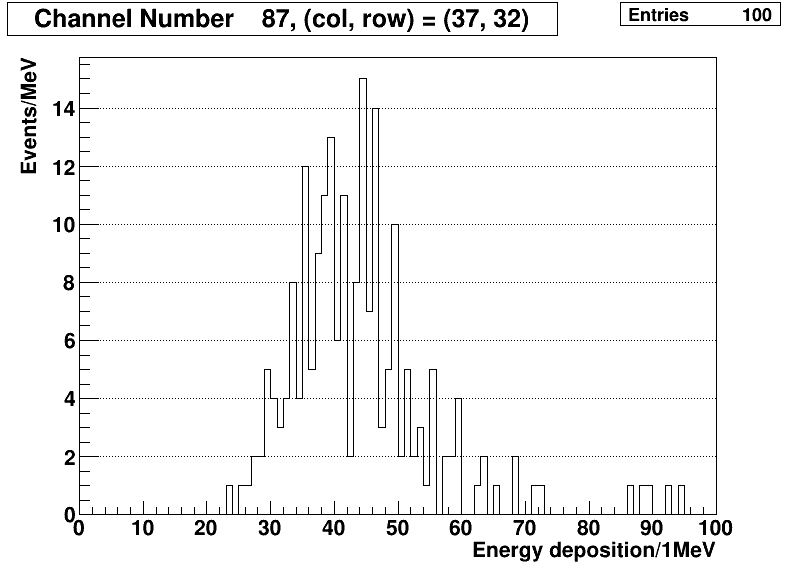 Channel Number 87, (col, row) = (37, 32)
Entries 100
Events/MeV
14
12
10
8
6
4
2
0
0 10 20 30 40 50 60 70 80 90 100
Energy deposition/1MeV